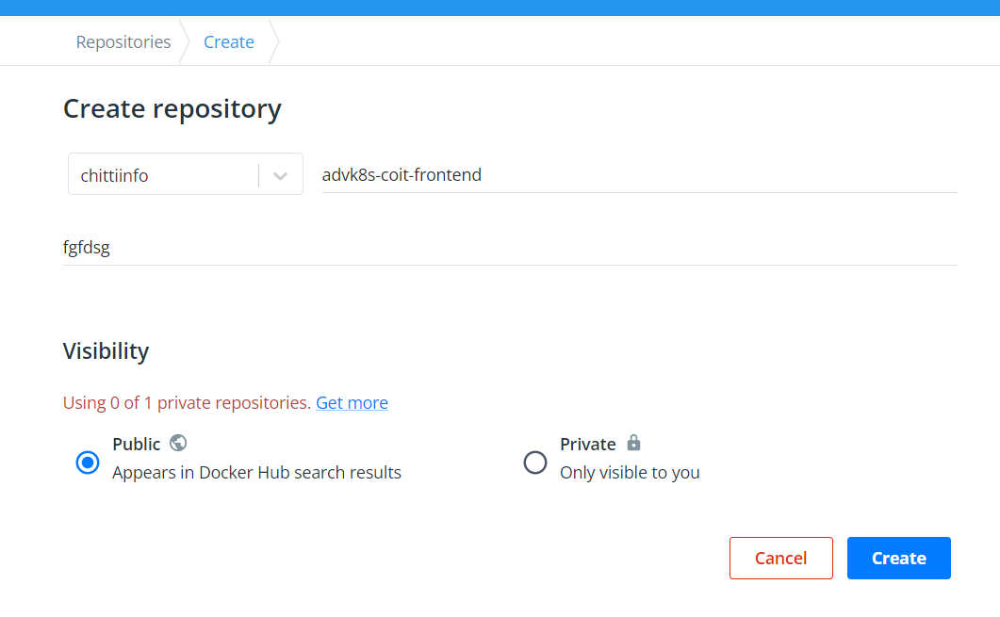 Repositories Create
Create repository
chittiinfo advk8s-coit-frontend
fgfdsg
Visibility
Using 0 of 1 private repositories. Get more
Public Private
Appears in Docker Hub search results Only visible to you
Cancel Create